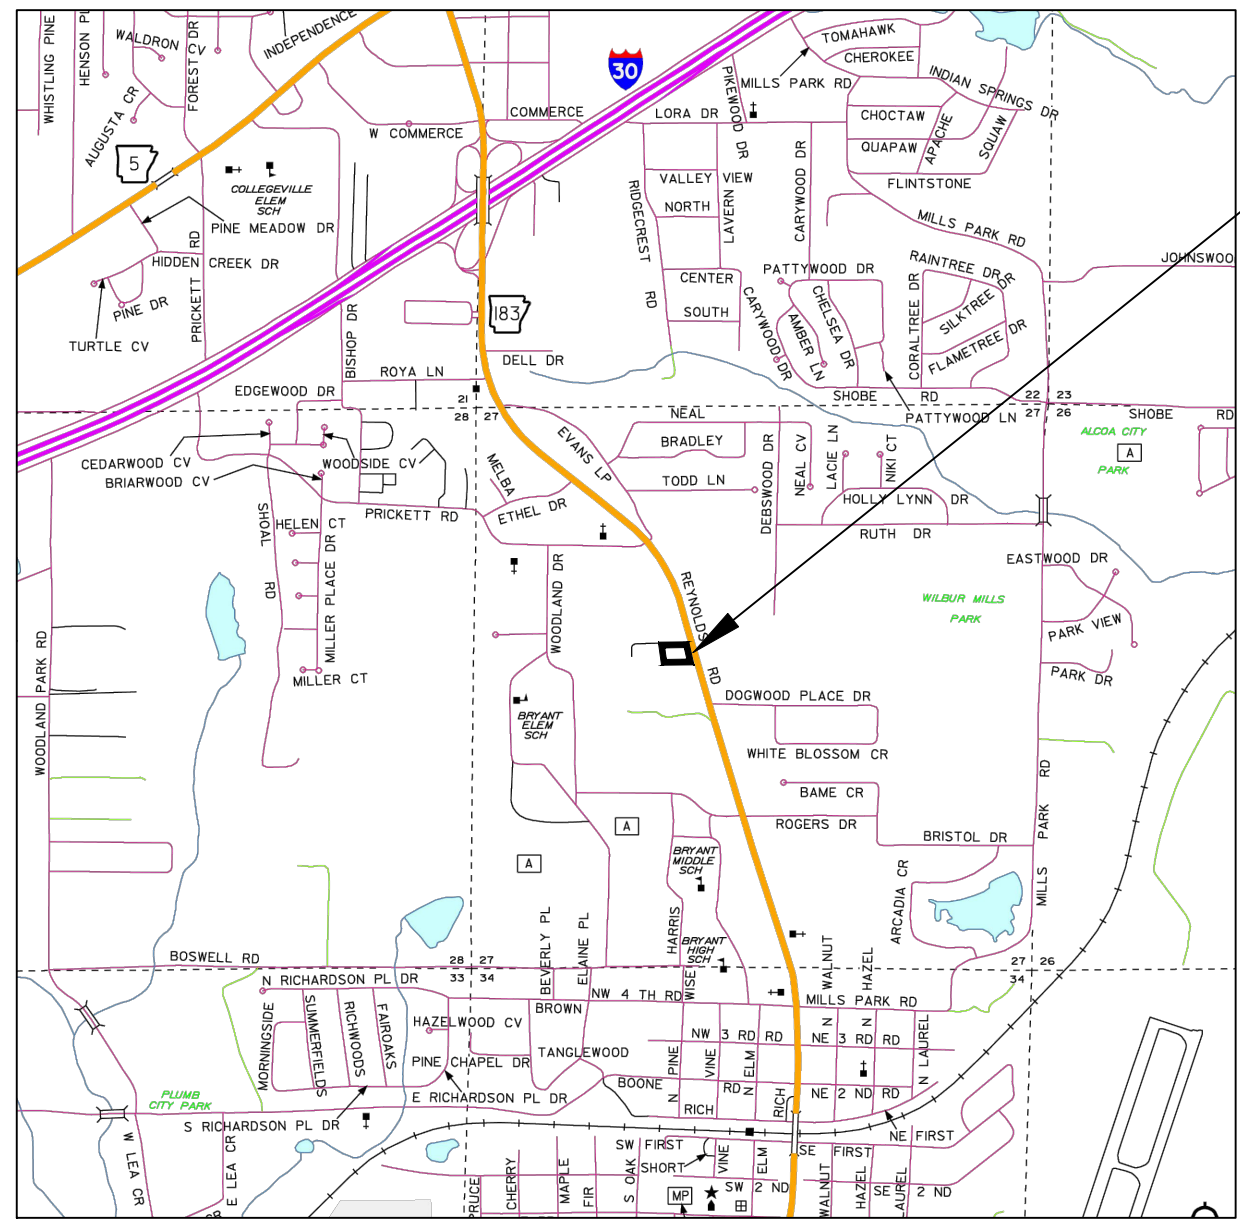 WHISTLING PINE
HENSON PL
WALDRON CV
FOREST DR
INDEPENDENCE
AUGUSTA CR
5
COLLEGEVILLE
ELEM
SCH
PINE MEADOW DR
HIDDEN CREEK DR
PINE DR
PRICKETT RD
TURTLE CV
W COMMERCE
COMMERCE
30
LORA DR
PIKEWOOD DR
MILLS PARK RD
TOMAHAWK
CHEROKEE
INDIAN SPRINGS DR
CHOCTAW
QUAPAW
APACHE
SQUAW
FLINTSTONE
VALLEY VIEW
NORTH
LAVERN
RIDGECREST RD
CARYWOOD DR
MILLS PARK RD
JOHNSWOO
CENTER
SOUTH
PATTYWOOD DR
CARYWOOD DR
AMBER LN
CHELSEA DR
CORALTREE DR
RAINTREE DR
SILKTREE DR
FLAMETREE DR
183
BISHOP DR
DELL DR
ROYA LN
EDGEWOOD DR
21
28 27
SHOBE RD
22 23
27 26
SHOBE RD
PATTYWOOD LN
ALCOA CITY
PARK
A
NEAL
BRADLEY
TODD LN
EVANS LP
MELBA
ETHEL DR
CEDARWOOD CV
WOODSIDE CV
BRIARWOOD CV
PRICKETT RD
DEBSWOOD DR
NEAL CV
LACIE LN
NIKI CT
HOLLY LYNN DR
RUTH DR
SHOAL RD
HELEN CT
MILLER PLACE DR
MILLER CT
WOODLAND DR
REYNOLDS RD
EASTWOOD DR
WILBUR MILLS
PARK
PARK VIEW
PARK DR
WOODLAND PARK RD
BRYANT
ELEM
SCH
DOGWOOD PLACE DR
WHITE BLOSSOM CR
BAME CR
ROGERS DR
BRISTOL DR
MILLS PARK RD
A
A
BRYANT
MIDDLE
SCH
ARCADIA CR
HARRIS
BRYANT
HIGH
SCH
BEVERLY PL
ELAINE PL
WISE
WALNUT
HAZEL
BOSWELL RD
28 27
33 34
27 26
34
N RICHARDSON PL DR
NW 4 TH RD
MILLS PARK RD
MORNINGSIDE
SUMMERFIELDS
RICHWOODS
FAIROAKS
HAZELWOOD CV
BROWN
PINE CHAPEL DR
TANGLEWOOD
NW 3 RD RD
NE 3 RD RD
N
N
N LAUREL
N PINE
VINE
N ELM
BOONE RD
NE 2 ND RD
RICH
RICH
E RICHARDSON PL DR
S RICHARDSON PL DR
PLUMB
CITY PARK
W LEA CR
E LEA CR
CR
NE FIRST
SW FIRST
SE FIRST
SHORT
VINE
ELM
SW 2 ND
SE 2 ND
SPRUCE
CHERRY
MAPLE
FIR
S OAK
MP
WALNUT
HAZEL
LAUREL